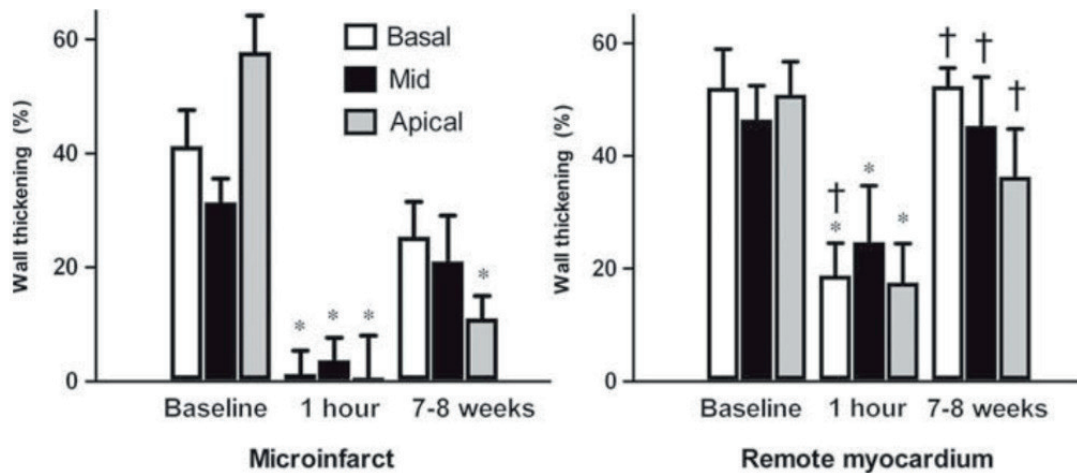 Wall thickening (%)
60
40
20
0
Basal
Mid
Apical
*
*
*
*
Baseline 1 hour 7-8 weeks
Microinfarct
Wall thickening (%)
60
40
20
0
† † †
† * *
*
Baseline 1 hour 7-8 weeks
Remote myocardium